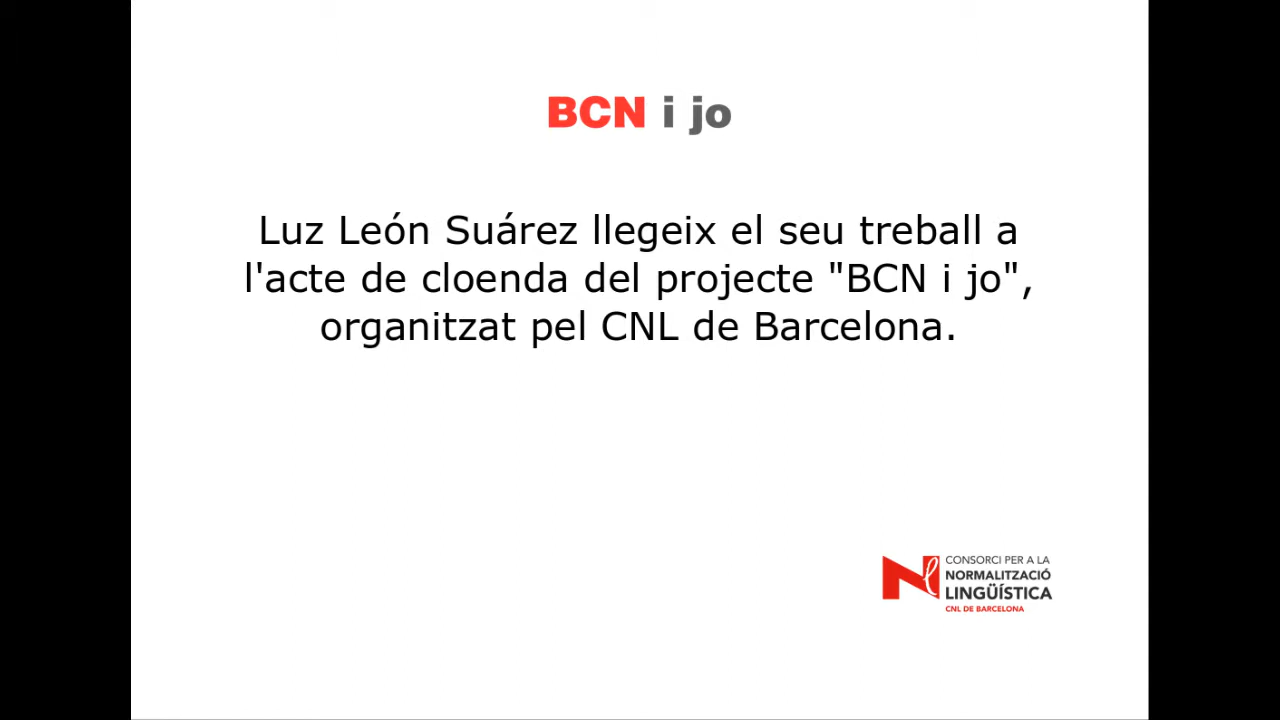 BCN i jo
Luz León Suárez llegeix el seu treball a
l'acte de cloenda del projecte "BCN i jo",
organitzat pel CNL de Barcelona.
CONSORCI PER A LA
NORMALITZACIÓ
LINGÜÍSTICA
CNL DE BARCELONA